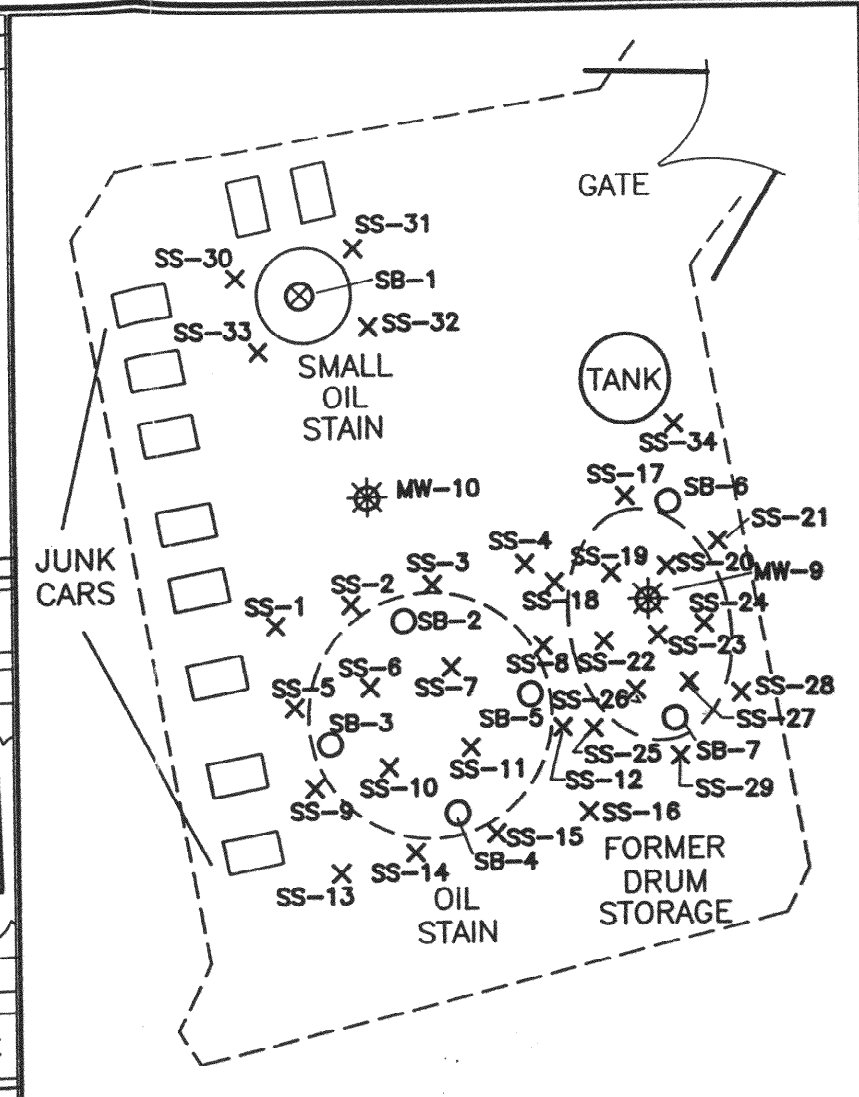 GATE
SS-31
SS-30
SB-1
SS-33
SS-32
SMALL
OIL
STAIN
TANK
SS-34
SS-17
MW-10
SB-6
SS-21
SS-4
SS-3
SS-19
SS-20
MW-9
JUNK
CARS
SS-2
SS-18
SS-24
SS-1
SB-2
SS-8
SS-22
SS-23
SS-6
SS-7
SS-5
SS-26
SS-28
SB-3
SB-5
SS-27
SS-11
SS-25
SB-7
SS-10
SS-12
SS-29
SS-9
SS-16
SS-15
SS-14
SB-4
FORMER
DRUM
STORAGE
SS-13
OIL
STAIN